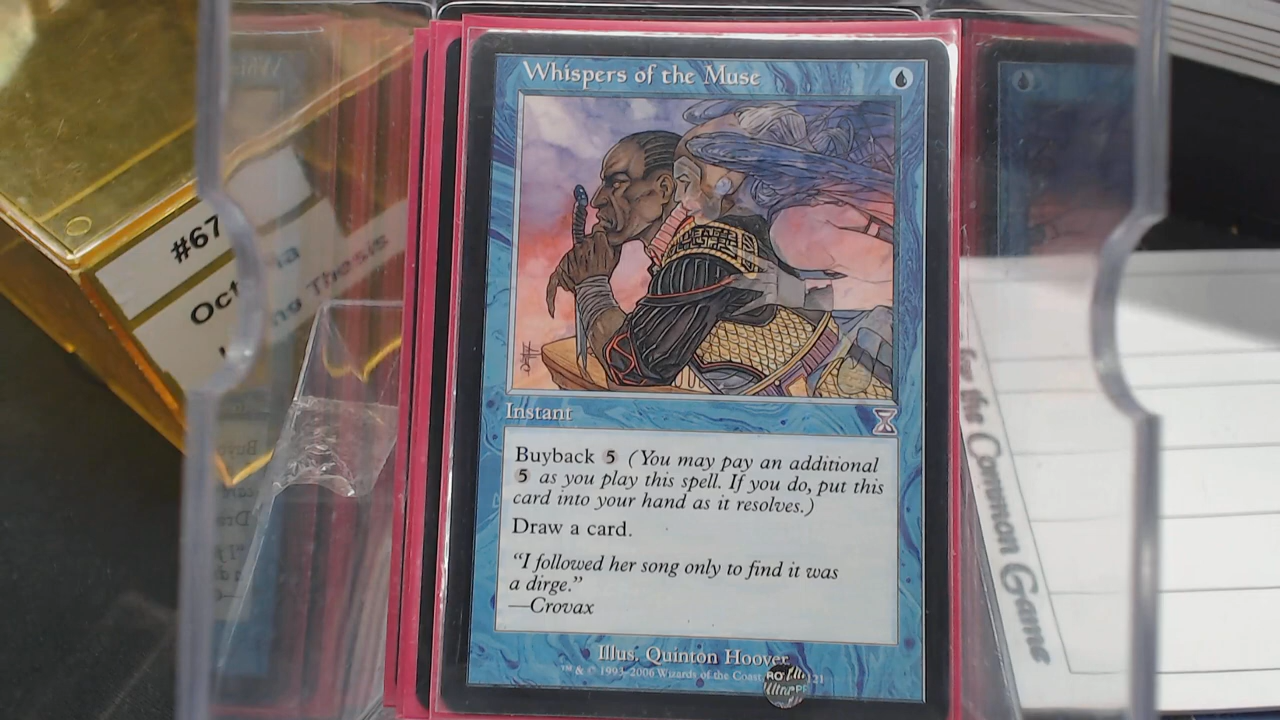 #67
Oct
Whispers of the Muse
Instant
Buyback 5 (You may pay an additional
5 as you play this spell. If you do, put this
card into your hand as it resolves.)
Draw a card.
“I followed her song only to find it was
a dirge.”
—Crovax
Illus. Quinton Hoover
™ & © 1993-2006 Wizards of the Coast,
21
for the Common Game